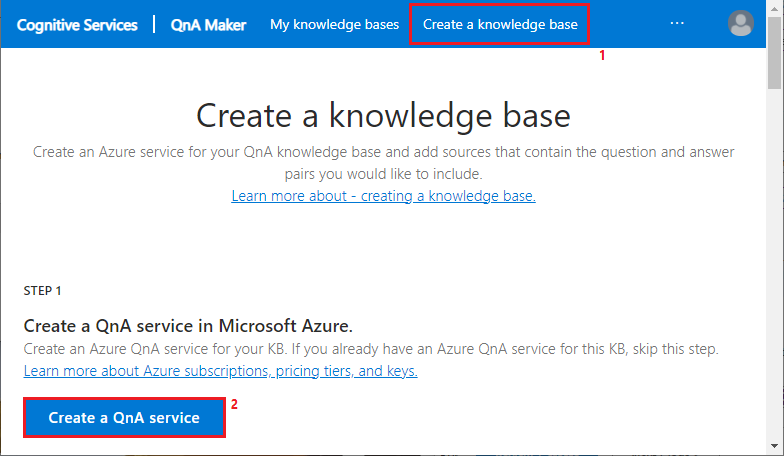 Cognitive Services | QnA Maker My knowledge bases Create a knowledge base ...
1
Create a knowledge base
Create an Azure service for your QnA knowledge base and add sources that contain the question and answer
pairs you would like to include.
Learn more about - creating a knowledge base.
STEP 1
Create a QnA service in Microsoft Azure.
Create an Azure QnA service for your KB. If you already have an Azure QnA service for this KB, skip this step.
Learn more about Azure subscriptions, pricing tiers, and keys.
Create a QnA service 2